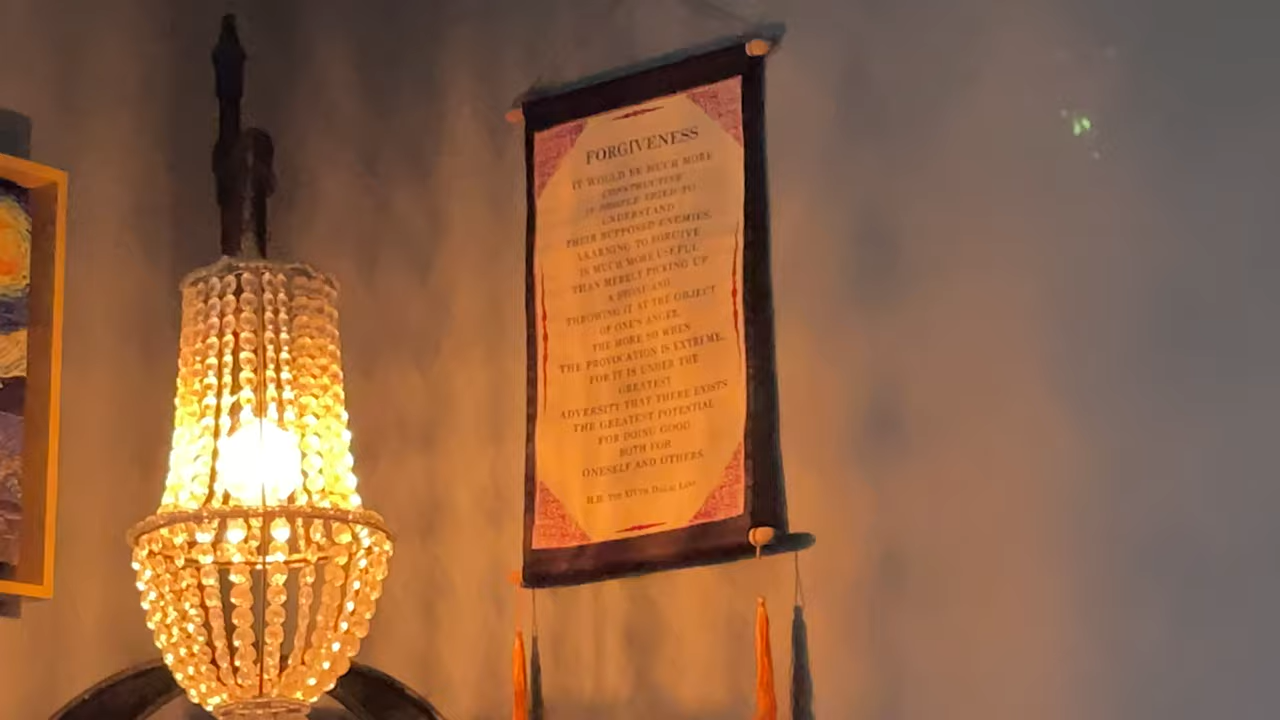 FORGIVENESS
IT WOULD BE MUCH MORE
CONSTRUCTIVE
IF PEOPLE TRIED TO
UNDERSTAND
THEIR SUPPOSED ENEMIES.
LEARNING TO FORGIVE
IS MUCH MORE USEFUL
THAN MERELY PICKING UP
A STONE AND
THROWING IT AT THE OBJECT
OF ONE'S ANGER,
THE MORE SO WHEN
THE PROVOCATION IS EXTREME.
FOR IT IS UNDER THE
GREATEST
ADVERSITY THAT THERE EXISTS
THE GREATEST POTENTIAL
FOR DOING GOOD
BOTH FOR
ONESELF AND OTHERS.
H.H. THE XIVTH DALAI LAMA